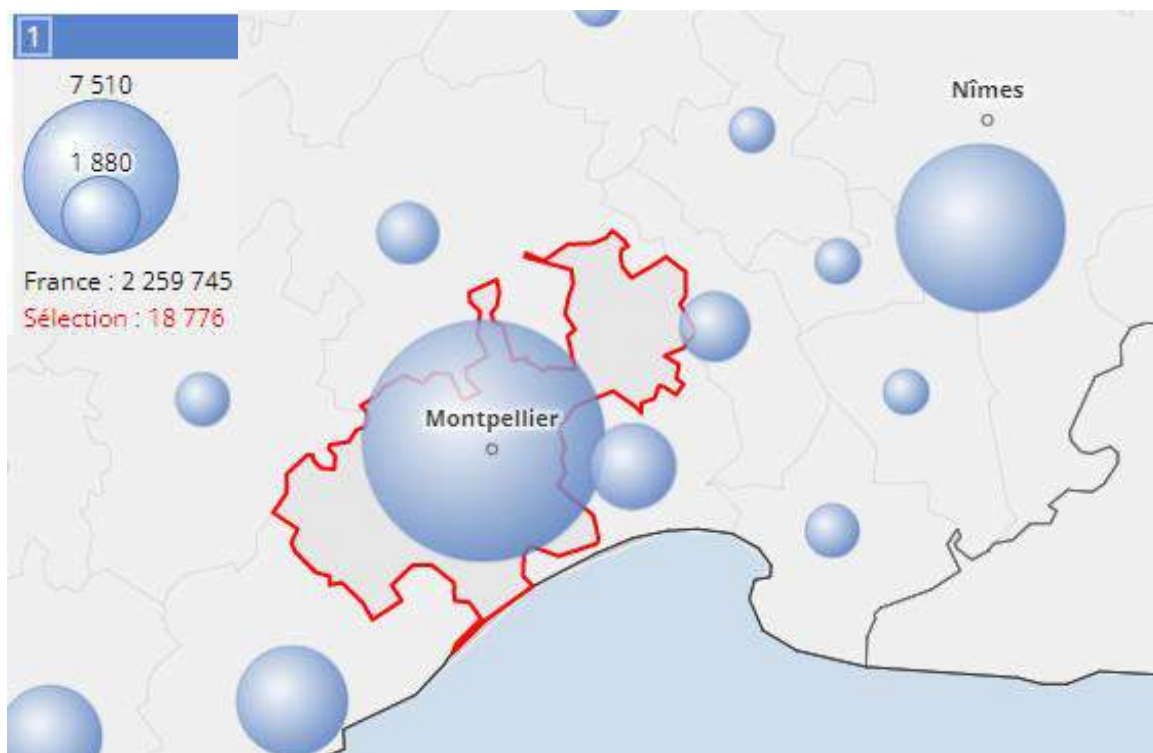 1
7 510
1 880
France : 2 259 745
Sélection : 18 776
Nîmes
Montpellier